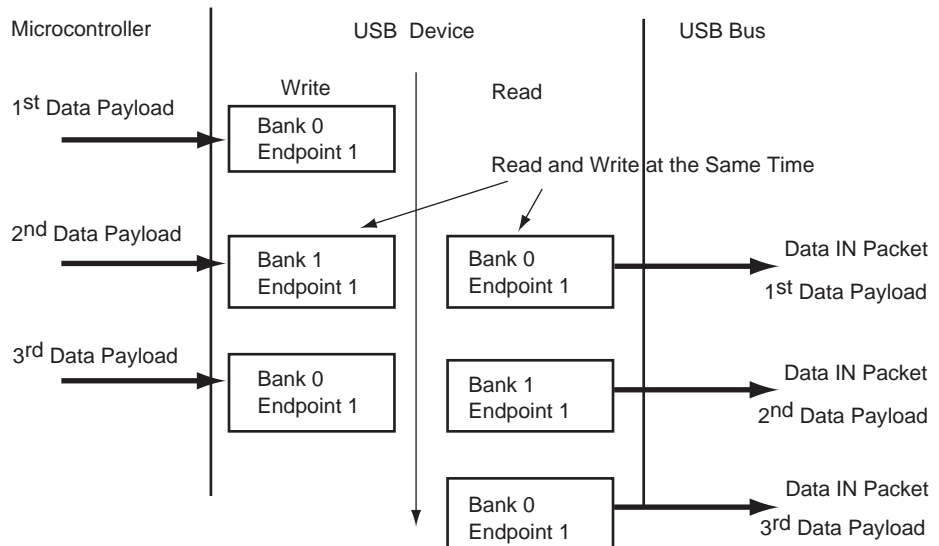 Microcontroller
USB Device
USB Bus
Write
Read
1st Data Payload
Bank 0
Endpoint 1
Read and Write at the Same Time
2nd Data Payload
Bank 1
Endpoint 1
Bank 0
Endpoint 1
Data IN Packet
1st Data Payload
3rd Data Payload
Bank 0
Endpoint 1
Bank 1
Endpoint 1
Data IN Packet
2nd Data Payload
Bank 0
Endpoint 1
Data IN Packet
3rd Data Payload